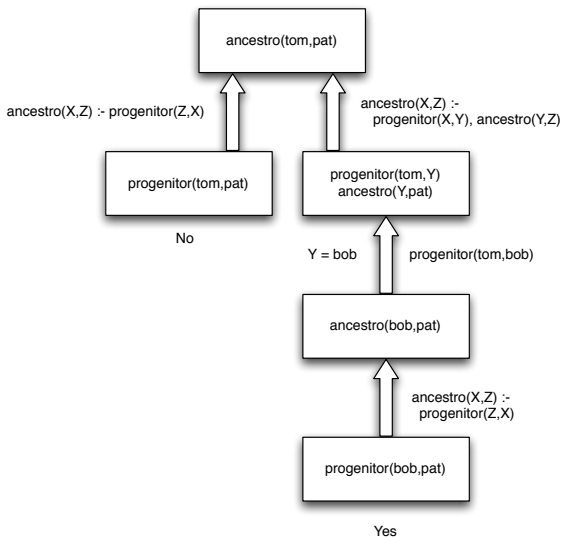 ancestro(tom,pat)
ancestro(X,Z) :- progenitor(Z,X)
ancestro(X,Z) :-
progenitor(X,Y), ancestro(Y,Z)
progenitor(tom,pat)
progenitor(tom,Y)
ancestro(Y,pat)
No
Y = bob
progenitor(tom,bob)
ancestro(bob,pat)
ancestro(X,Z) :-
progenitor(Z,X)
progenitor(bob,pat)
Yes